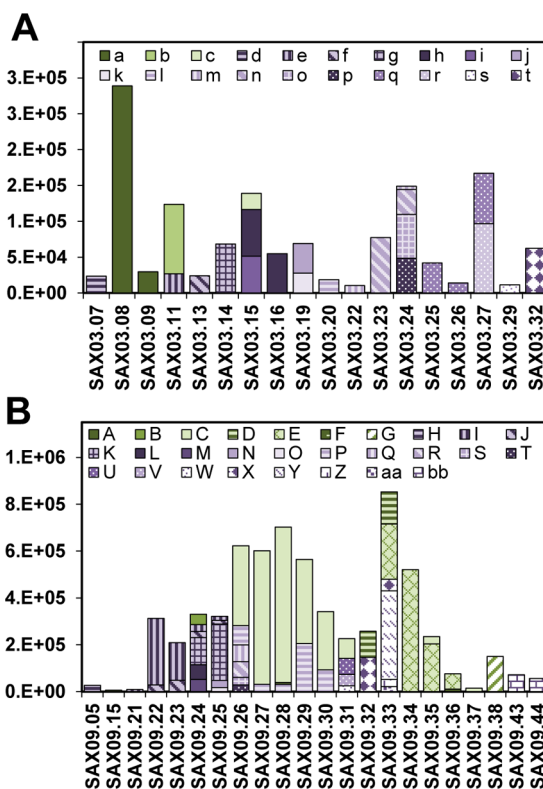 A
a b c d e f g h i j
k l m n o p q r s t
3.E+05
3.E+05
2.E+05
2.E+05
1.E+05
5.E+04
0.E+00
SAX03.07 SAX03.08 SAX03.09 SAX03.11 SAX03.13 SAX03.14 SAX03.15 SAX03.16 SAX03.19 SAX03.20 SAX03.22 SAX03.23 SAX03.24 SAX03.25 SAX03.26 SAX03.27 SAX03.29 SAX03.32
B
A B C D E F G H I J
K L M N O P Q R S T
U V W X Y Z aa bb
1.E+06
8.E+05
6.E+05
4.E+05
2.E+05
0.E+00
SAX09.05 SAX09.15 SAX09.21 SAX09.22 SAX09.23 SAX09.24 SAX09.25 SAX09.26 SAX09.27 SAX09.28 SAX09.29 SAX09.30 SAX09.31 SAX09.32 SAX09.33 SAX09.34 SAX09.35 SAX09.36 SAX09.37 SAX09.38 SAX09.43 SAX09.44